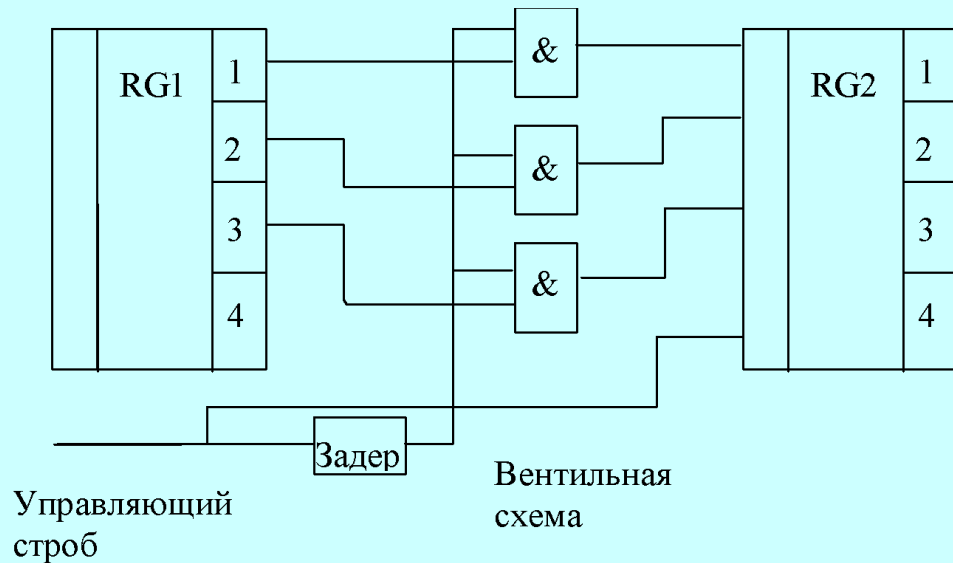 RG1
1
2
3
4
&
&
&
RG2
1
2
3
4
Задер
Управляющий
строб
Вентильная
схема